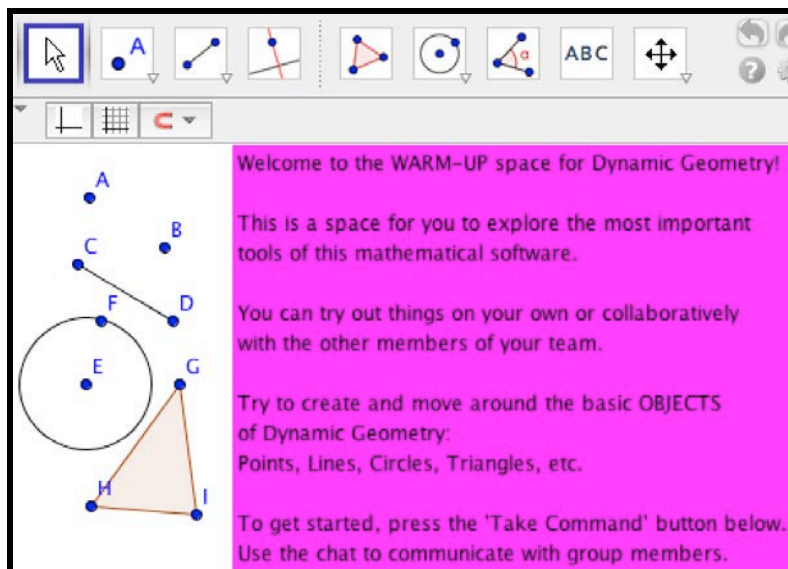 A
α
ABC
A
B
C
F
D
E
G
H
I
Welcome to the WARM-UP space for Dynamic Geometry!
This is a space for you to explore the most important
tools of this mathematical software.
You can try out things on your own or collaboratively
with the other members of your team.
Try to create and move around the basic OBJECTS
of Dynamic Geometry:
Points, Lines, Circles, Triangles, etc.
To get started, press the 'Take Command' button below.
Use the chat to communicate with group members.